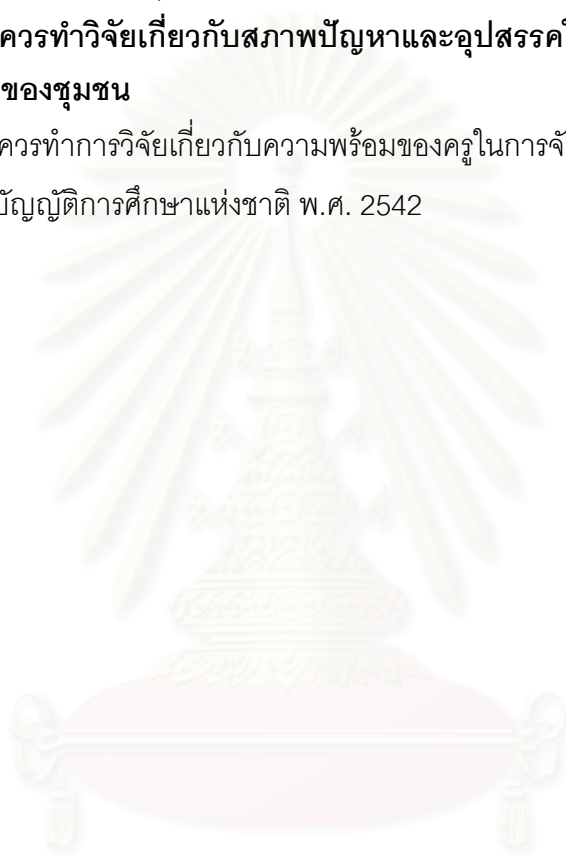 ควรทำวิจัยเกี่ยวกับสภาพปัญหาและอุปสรรค
ของชุมชน
ควรทำการวิจัยเกี่ยวกับความพร้อมของครูในการจั
บัญญัติการศึกษาแห่งชาติ พ.ศ. 2542